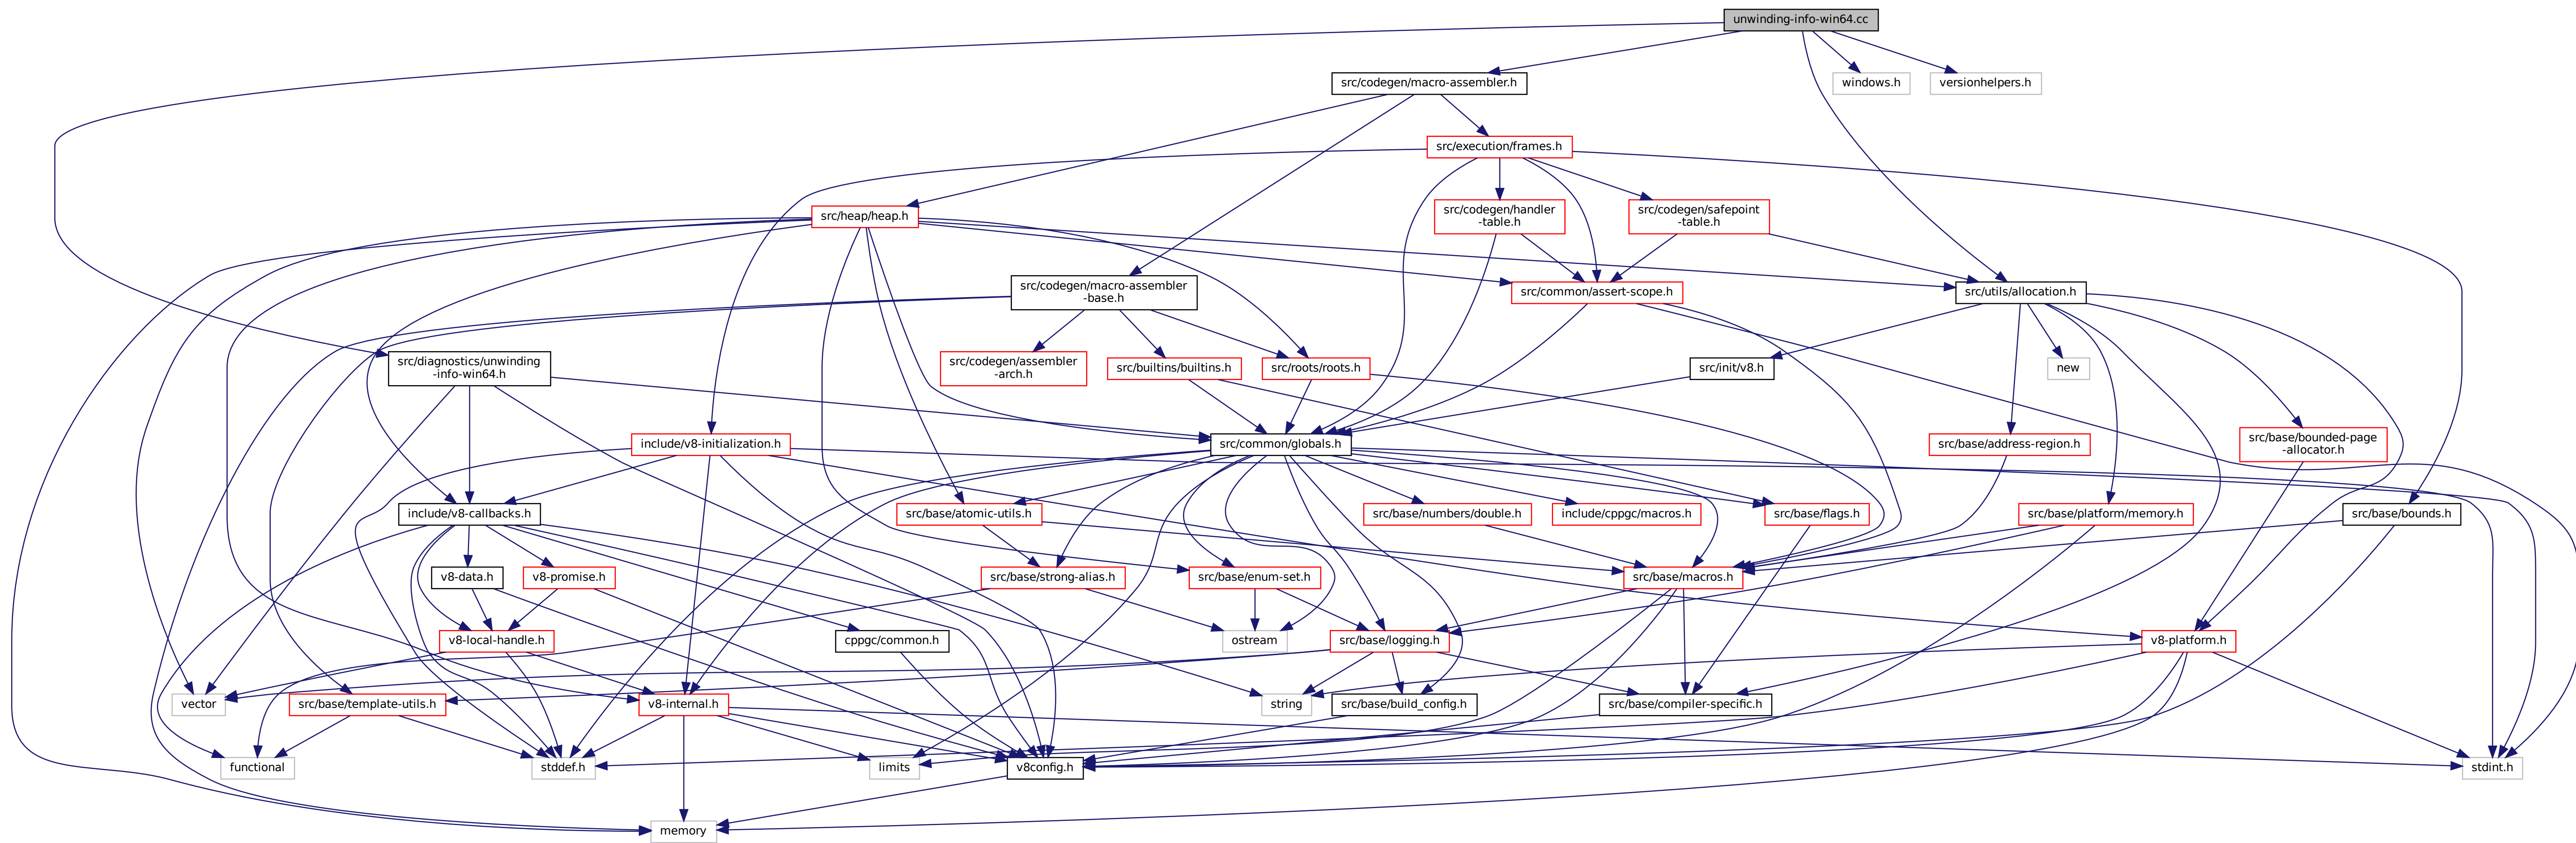 unwinding-info-win64.cc
src/codegen/macro-assembler.h
windows.h
versionhelpers.h
src/execution/frames.h
src/heap/heap.h
src/codegen/handler
-table.h
src/codegen/safepoint
-table.h
src/codegen/macro-assembler
-base.h
src/common/assert-scope.h
src/utils/allocation.h
src/diagnostics/unwinding
-info-win64.h
src/codegen/assembler
-arch.h
src/builtins/builtins.h
src/roots/roots.h
src/init/v8.h
new
include/v8-initialization.h
src/common/globals.h
src/base/address-region.h
src/base/bounded-page
-allocator.h
include/v8-callbacks.h
src/base/atomic-utils.h
src/base/numbers/double.h
include/cppgc/macros.h
src/base/flags.h
src/base/platform/memory.h
src/base/bounds.h
v8-data.h
v8-promise.h
src/base/strong-alias.h
src/base/enum-set.h
src/base/macros.h
v8-local-handle.h
cppgc/common.h
ostream
src/base/logging.h
v8-platform.h
vector
src/base/template-utils.h
v8-internal.h
string
src/base/build_config.h
src/base/compiler-specific.h
functional
stddef.h
limits
v8config.h
stdint.h
memory